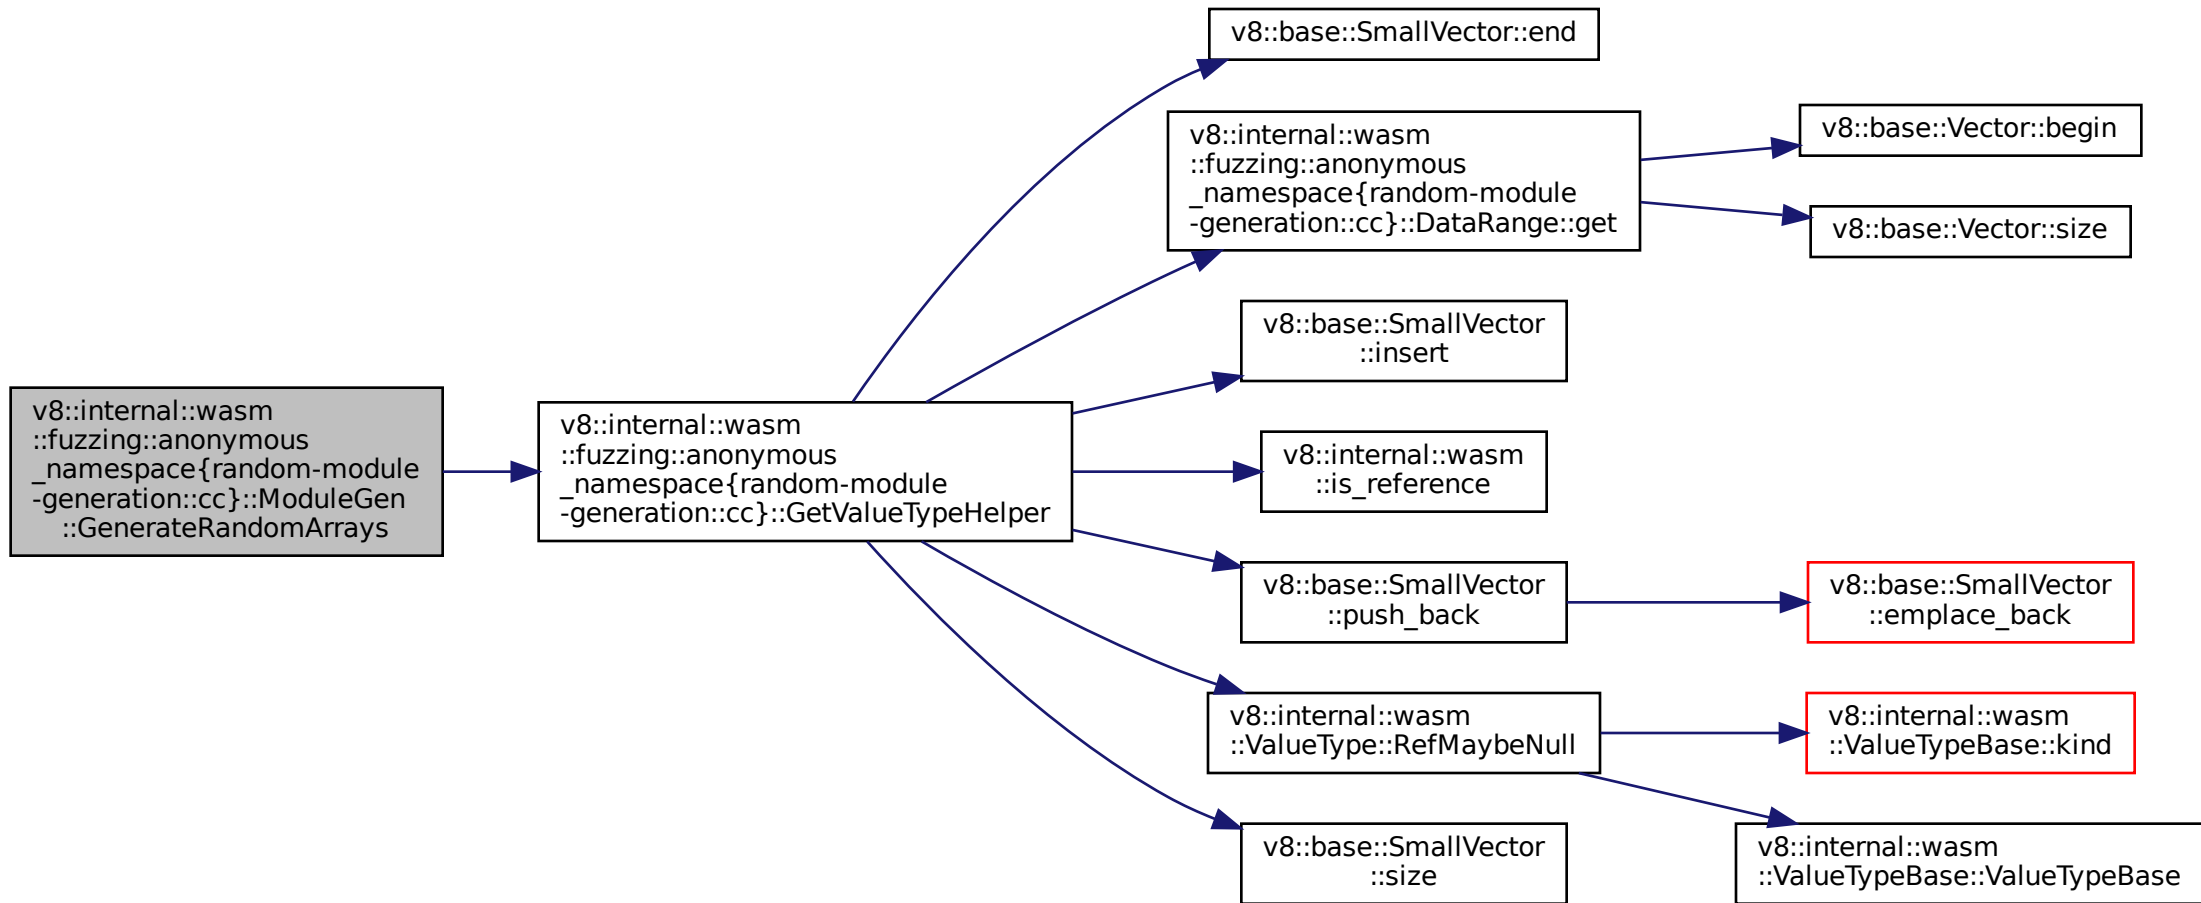 v8::internal::wasm
::fuzzing::anonymous
_namespace{random-module
-generation::cc}::ModuleGen
::GenerateRandomArrays
v8::internal::wasm
::fuzzing::anonymous
_namespace{random-module
-generation::cc}::GetValueTypeHelper
v8::base::SmallVector::end
v8::internal::wasm
::fuzzing::anonymous
_namespace{random-module
-generation::cc}::DataRange::get
v8::base::Vector::begin
v8::base::Vector::size
v8::base::SmallVector
::insert
v8::internal::wasm
::is_reference
v8::base::SmallVector
::push_back
v8::base::SmallVector
::emplace_back
v8::internal::wasm
::ValueType::RefMaybeNull
v8::internal::wasm
::ValueTypeBase::kind
v8::internal::wasm
::ValueTypeBase::ValueTypeBase
v8::base::SmallVector
::size